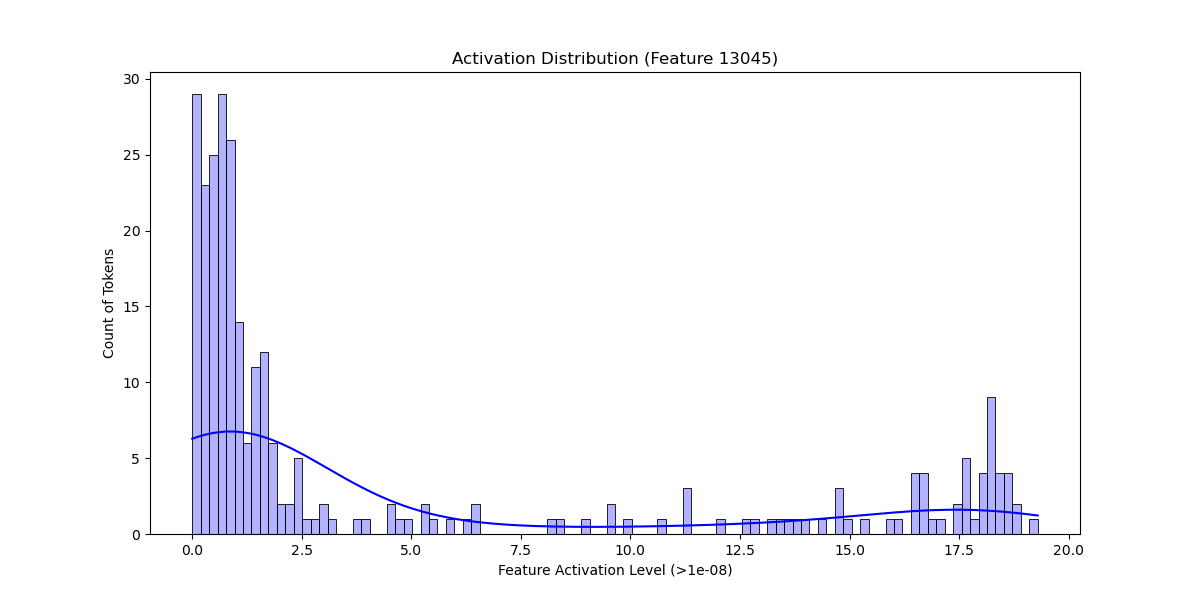 Activation Distribution (Feature 13045)
30
25
20
15
10
5
0
Count of Tokens
0.0 2.5 5.0 7.5 10.0 12.5 15.0 17.5 20.0
Feature Activation Level (>1e-08)